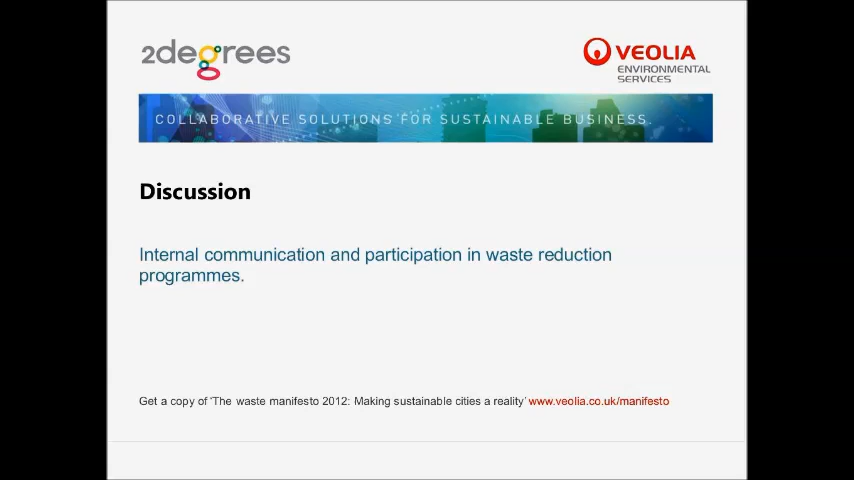 2degrees
VEOLIA
ENVIRONMENTAL
SERVICES
COLLABORATIVE SOLUTIONS FOR SUSTAINABLE BUSINESS.
Discussion
Internal communication and participation in waste reduction
programmes.
Get a copy of 'The waste manifesto 2012: Making sustainable cities a reality' www.veolia.co.uk/manifesto